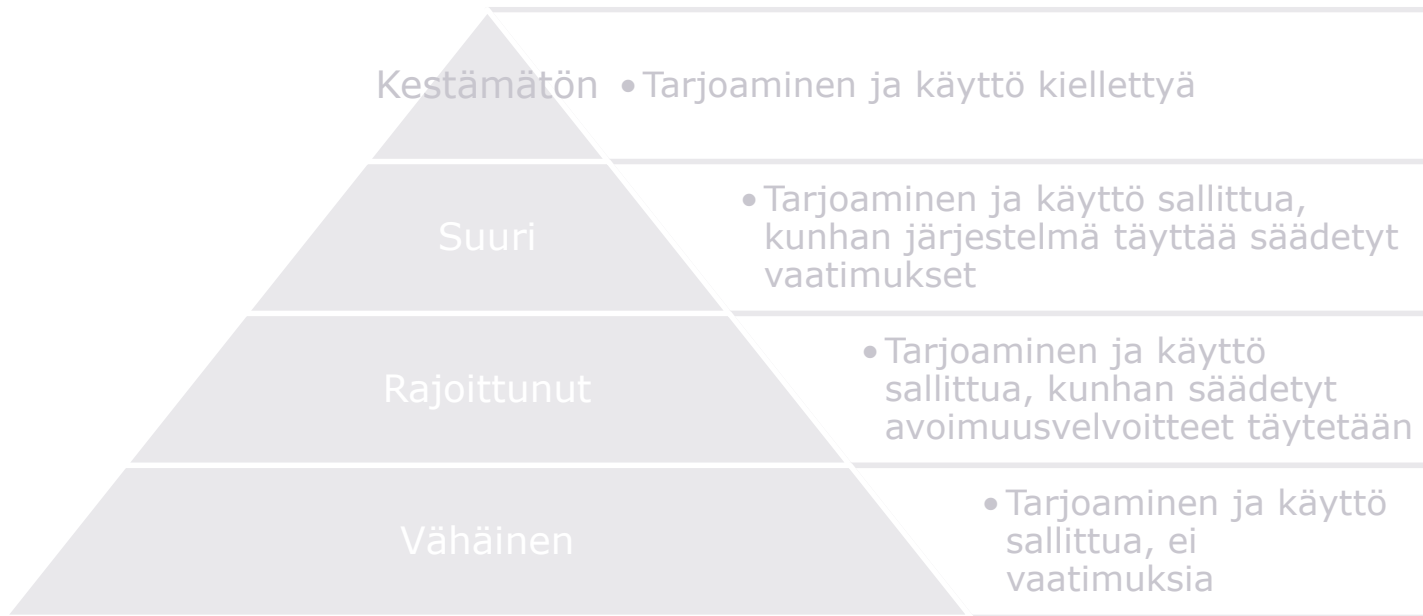 Kestämätön
• Tarjoaminen ja käyttö kiellettyä
Suuri
• Tarjoaminen ja käyttö sallittua,
kunhan järjestelmä täyttää säädetyt
vaatimukset
Rajoittunut
• Tarjoaminen ja käyttö
sallittua, kunhan säädetyt
avoimuusvelvoitteet täytetään
Vähäinen
• Tarjoaminen ja käyttö
sallittua, ei
vaatimuksia